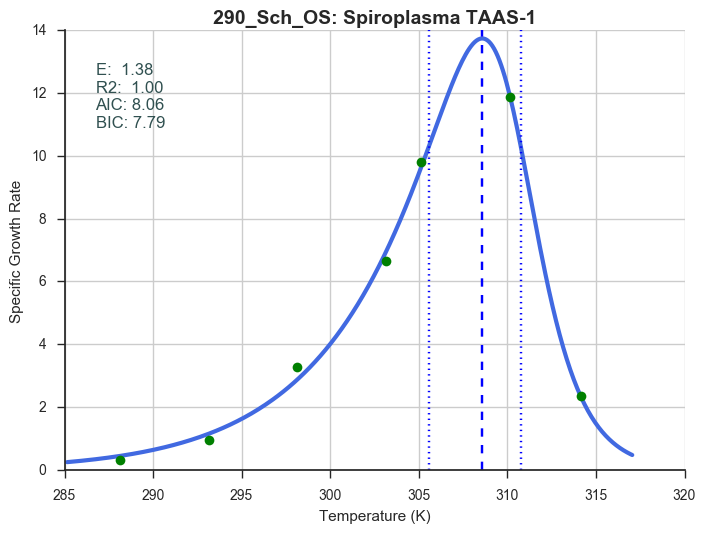 290_Sch_OS: Spiroplasma TAAS-1
E:  1.38
R2:  1.00
AIC: 8.06
BIC: 7.79
Specific Growth Rate
14
12
10
8
6
4
2
0
285 290 295 300 305 310 315 320
Temperature (K)